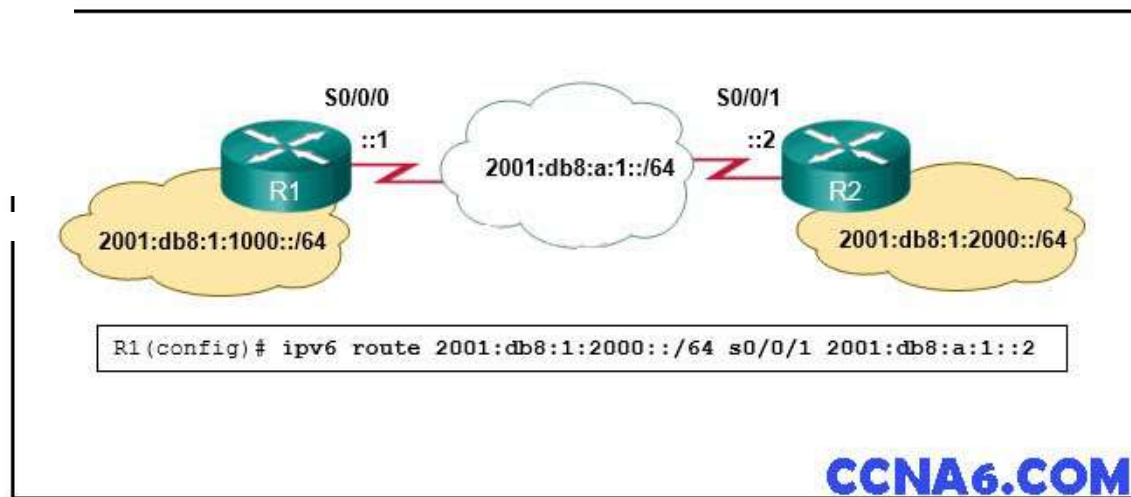 S0/0/0
S0/0/1
::1
::2
2001:db8:a:1::/64
R1
R2
2001:db8:1:1000::/64
2001:db8:1:2000::/64
R1(config)# ipv6 route 2001:db8:1:2000::/64 s0/0/1 2001:db8:a:1::2
CCNA6.COM